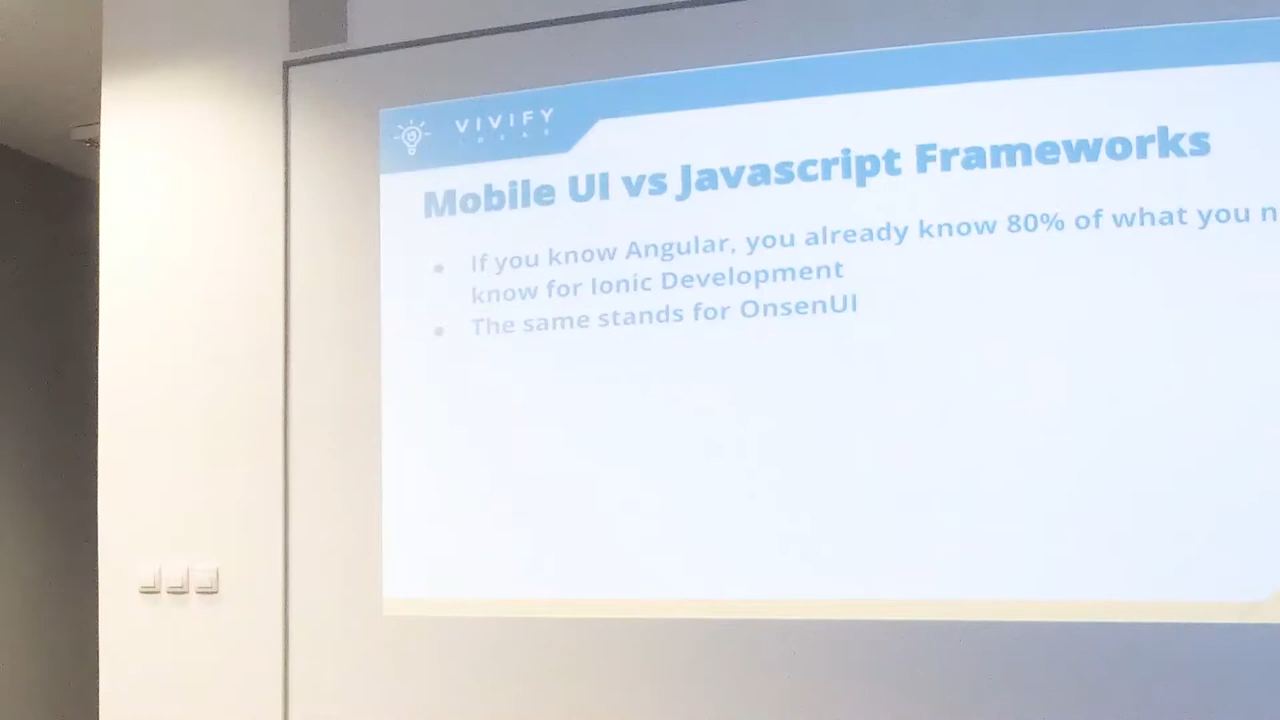 VIVIFY
IDEAS
Mobile UI vs Javascript Frameworks
If you know Angular, you already know 80% of what you n
know for Ionic Development
The same stands for OnsenUI